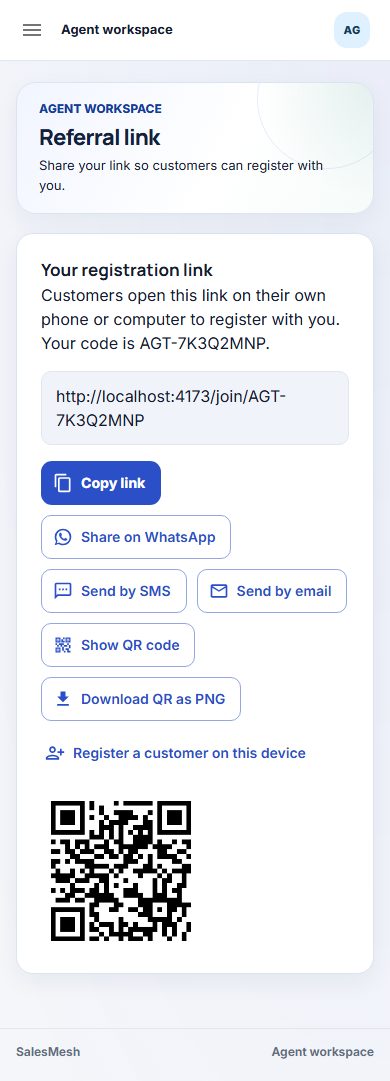 Agent workspace
AG
AGENT WORKSPACE
Referral link
Share your link so customers can register with
you.
Your registration link
Customers open this link on their own
phone or computer to register with you.
Your code is AGT-7K3Q2MNP.
http://localhost:4173/join/AGT-
7K3Q2MNP
Copy link
Share on WhatsApp
Send by SMS
Send by email
Show QR code
Download QR as PNG
Register a customer on this device
SalesMesh
Agent workspace